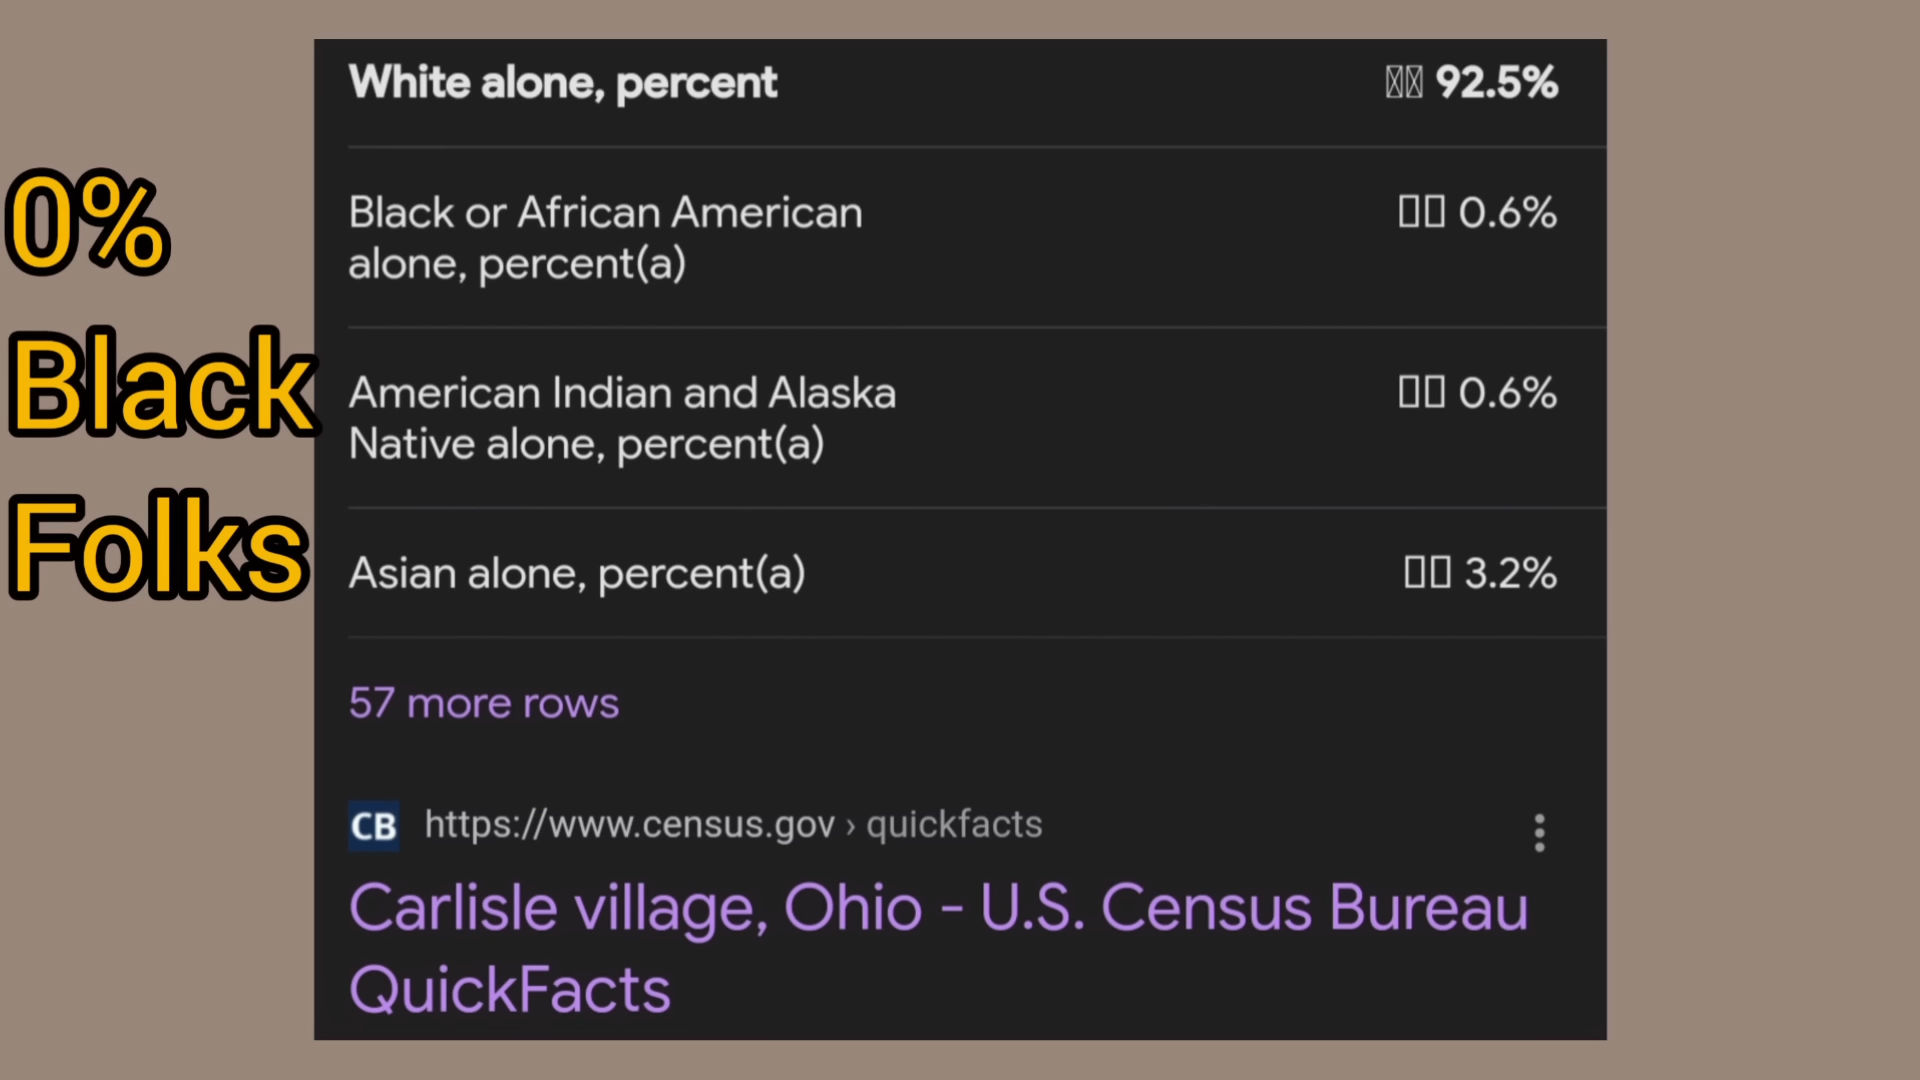 0%
Black
Folks
White alone, percent 92.5%
Black or African American
alone, percent(a) 0.6%
American Indian and Alaska
Native alone, percent(a) 0.6%
Asian alone, percent(a) 3.2%
57 more rows
CB https://www.census.gov › quickfacts
Carlisle village, Ohio - U.S. Census Bureau
QuickFacts